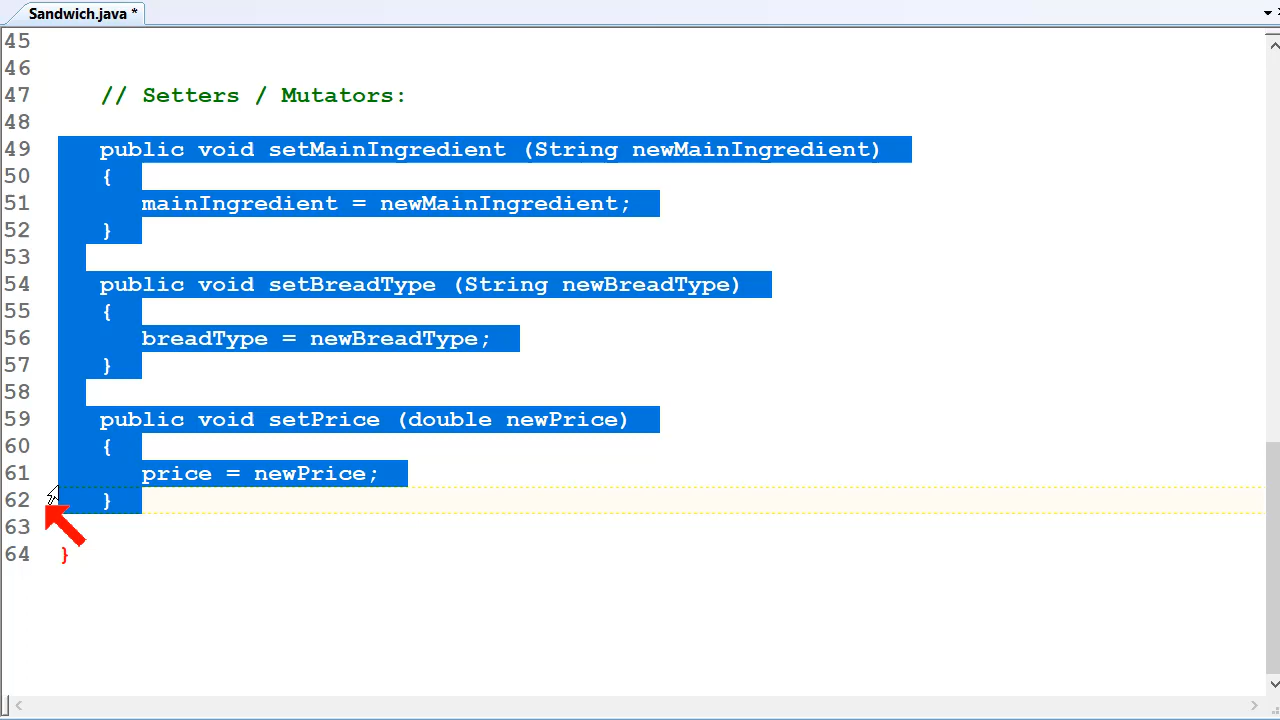 Sandwich.java *
45
46
47 // Setters / Mutators:
48
49 public void setMainIngredient (String newMainIngredient)
50 {
51 mainIngredient = newMainIngredient;
52 }
53
54 public void setBreadType (String newBreadType)
55 {
56 breadType = newBreadType;
57 }
58
59 public void setPrice (double newPrice)
60 {
61 price = newPrice;
62 }
63
64 }